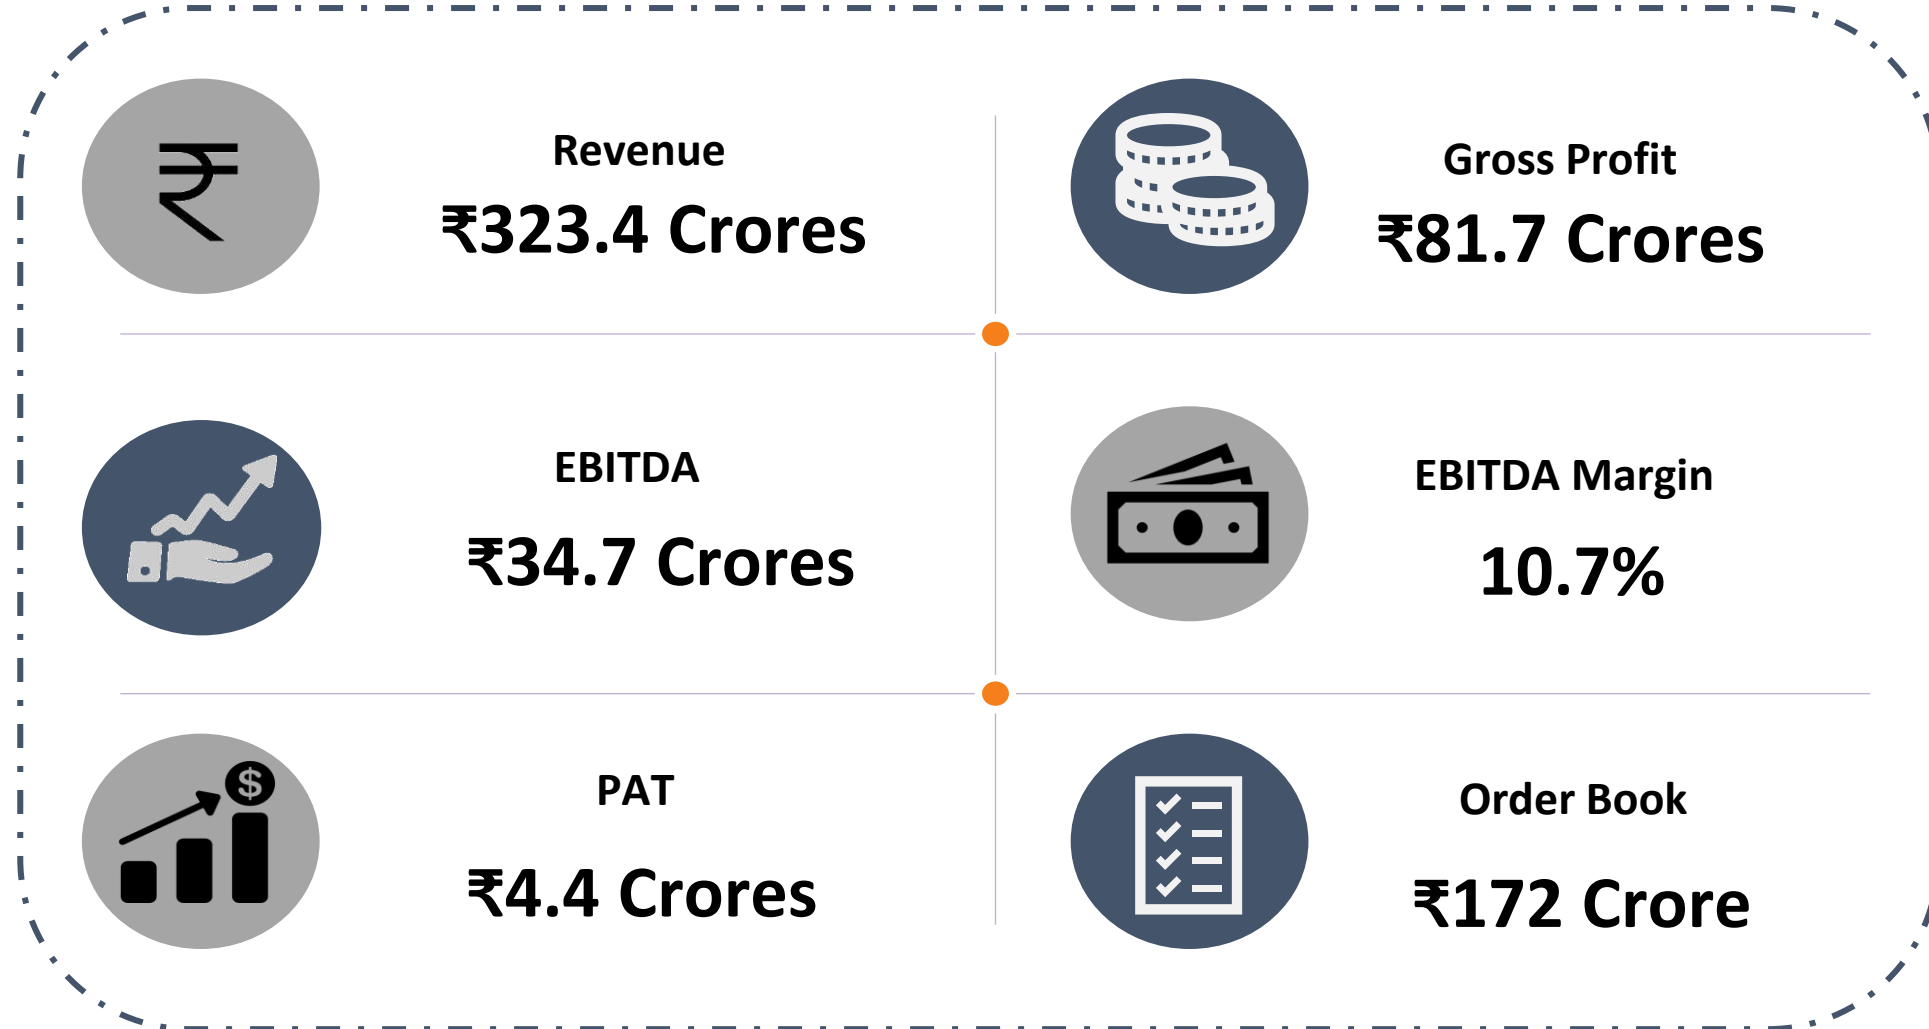 Revenue
₹323.4 Crores
Gross Profit
₹81.7 Crores
EBITDA
₹34.7 Crores
EBITDA Margin
10.7%
PAT
₹4.4 Crores
Order Book
₹172 Crore
₹
$